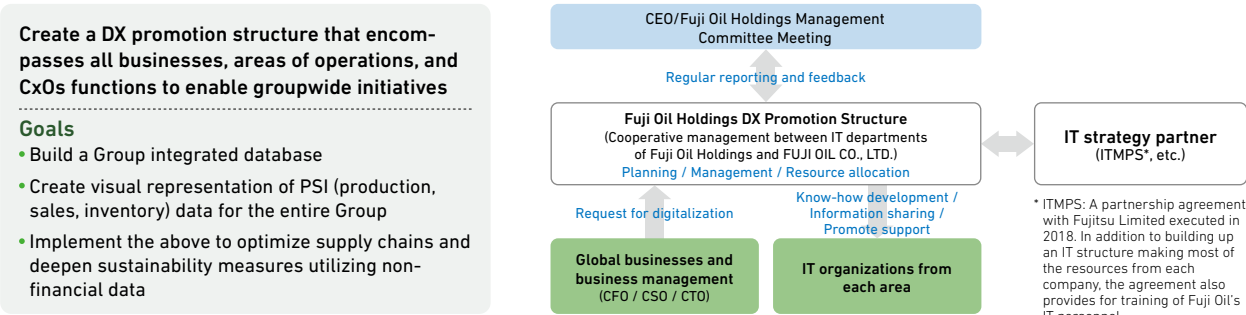 Create a DX promotion structure that encom-
passes all businesses, areas of operations, and
CxOs functions to enable groupwide initiatives
Goals
• Build a Group integrated database
• Create visual representation of PSI (production,
sales, inventory) data for the entire Group
• Implement the above to optimize supply chains and
deepen sustainability measures utilizing non-
financial data
CEO/Fuji Oil Holdings Management
Committee Meeting
Regular reporting and feedback
Fuji Oil Holdings DX Promotion Structure
(Cooperative management between IT departments
of Fuji Oil Holdings and FUJI OIL CO., LTD.)
Planning / Management / Resource allocation
Request for digitalization
Know-how development /
Information sharing /
Promote support
Global businesses and
business management
(CFO / CSO / CTO)
IT organizations from
each area
IT strategy partner
(ITMPS*, etc.)
* ITMPS: A partnership agreement
with Fujitsu Limited executed in
2018. In addition to building up
an IT structure making most of
the resources from each
company, the agreement also
provides for training of Fuji Oil's
IT personnel